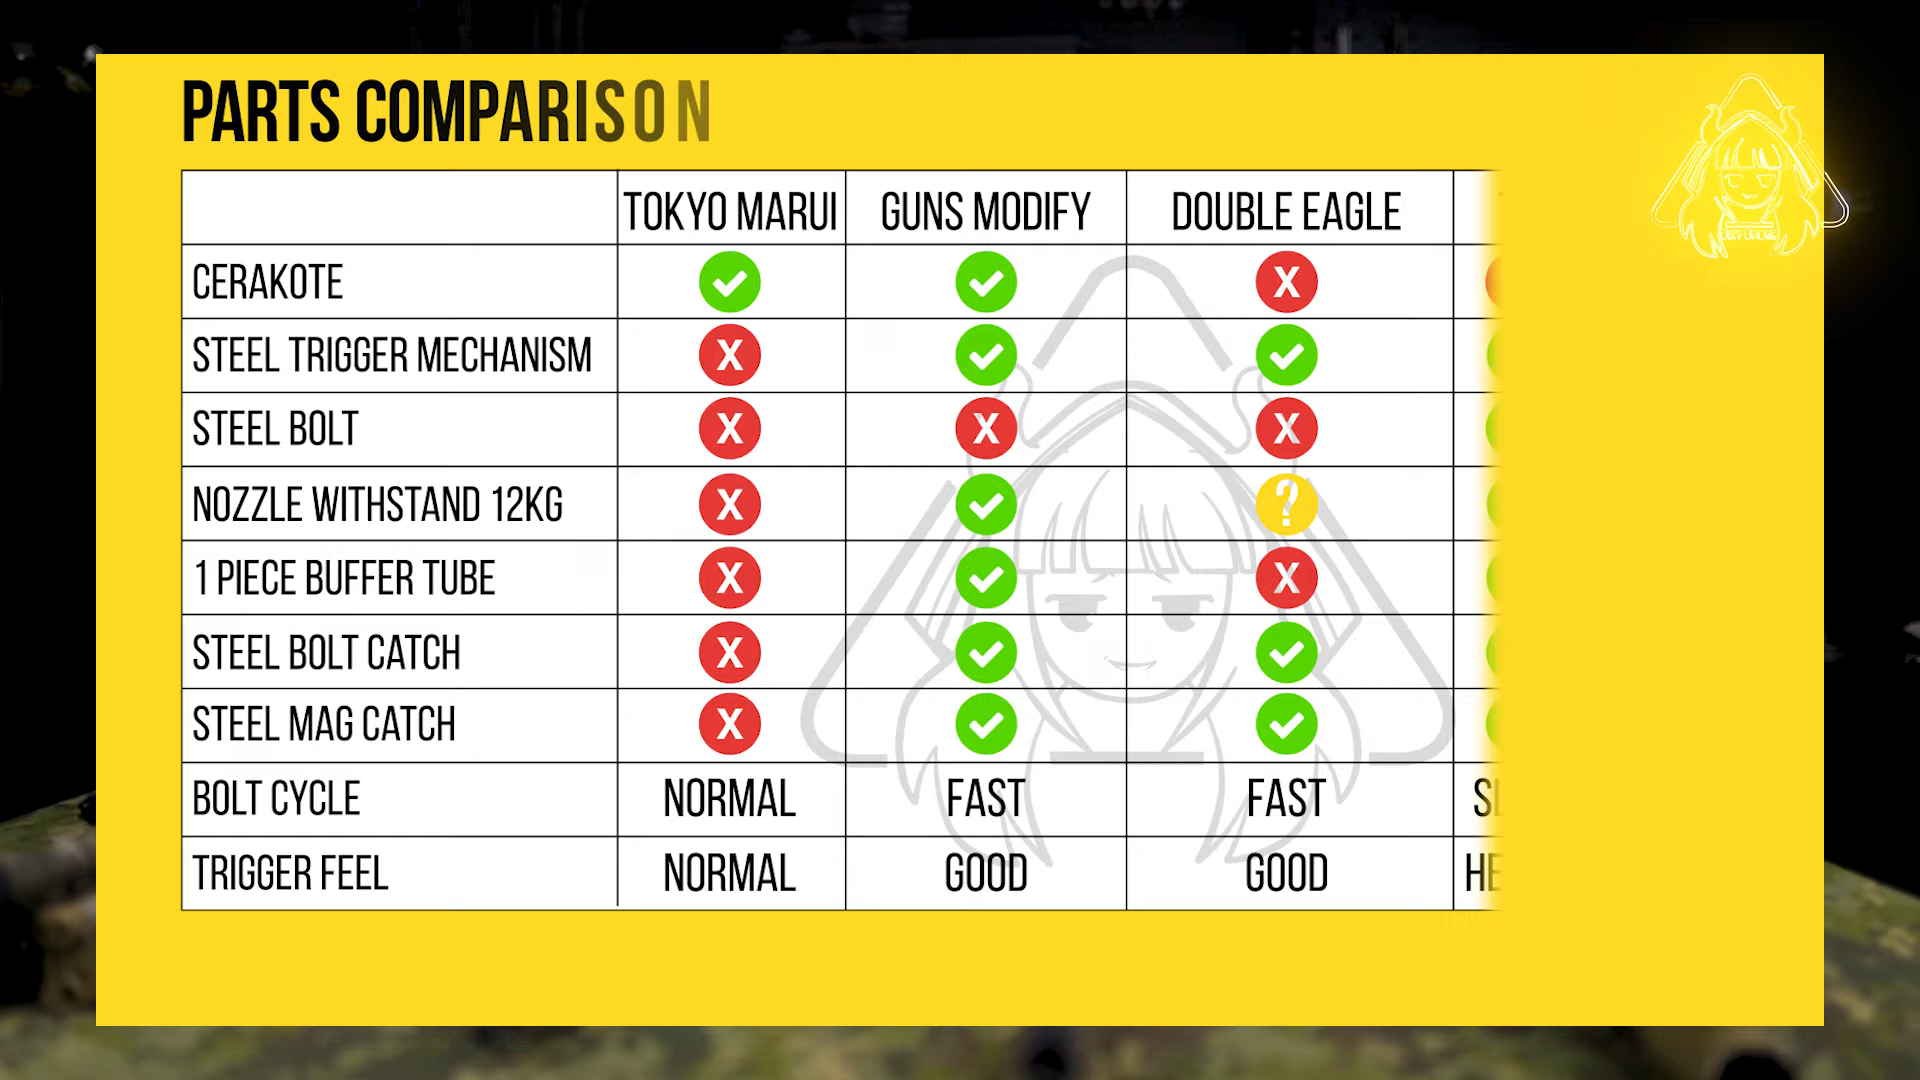 PARTS COMPARISON
TOKYO MARUI GUNS MODIFY DOUBLE EAGLE
CERAKOTE X
STEEL TRIGGER MECHANISM X
STEEL BOLT X X X
NOZZLE WITHSTAND 12KG X ?
1 PIECE BUFFER TUBE X X
STEEL BOLT CATCH X
STEEL MAG CATCH X
BOLT CYCLE NORMAL FAST FAST
TRIGGER FEEL NORMAL GOOD GOOD